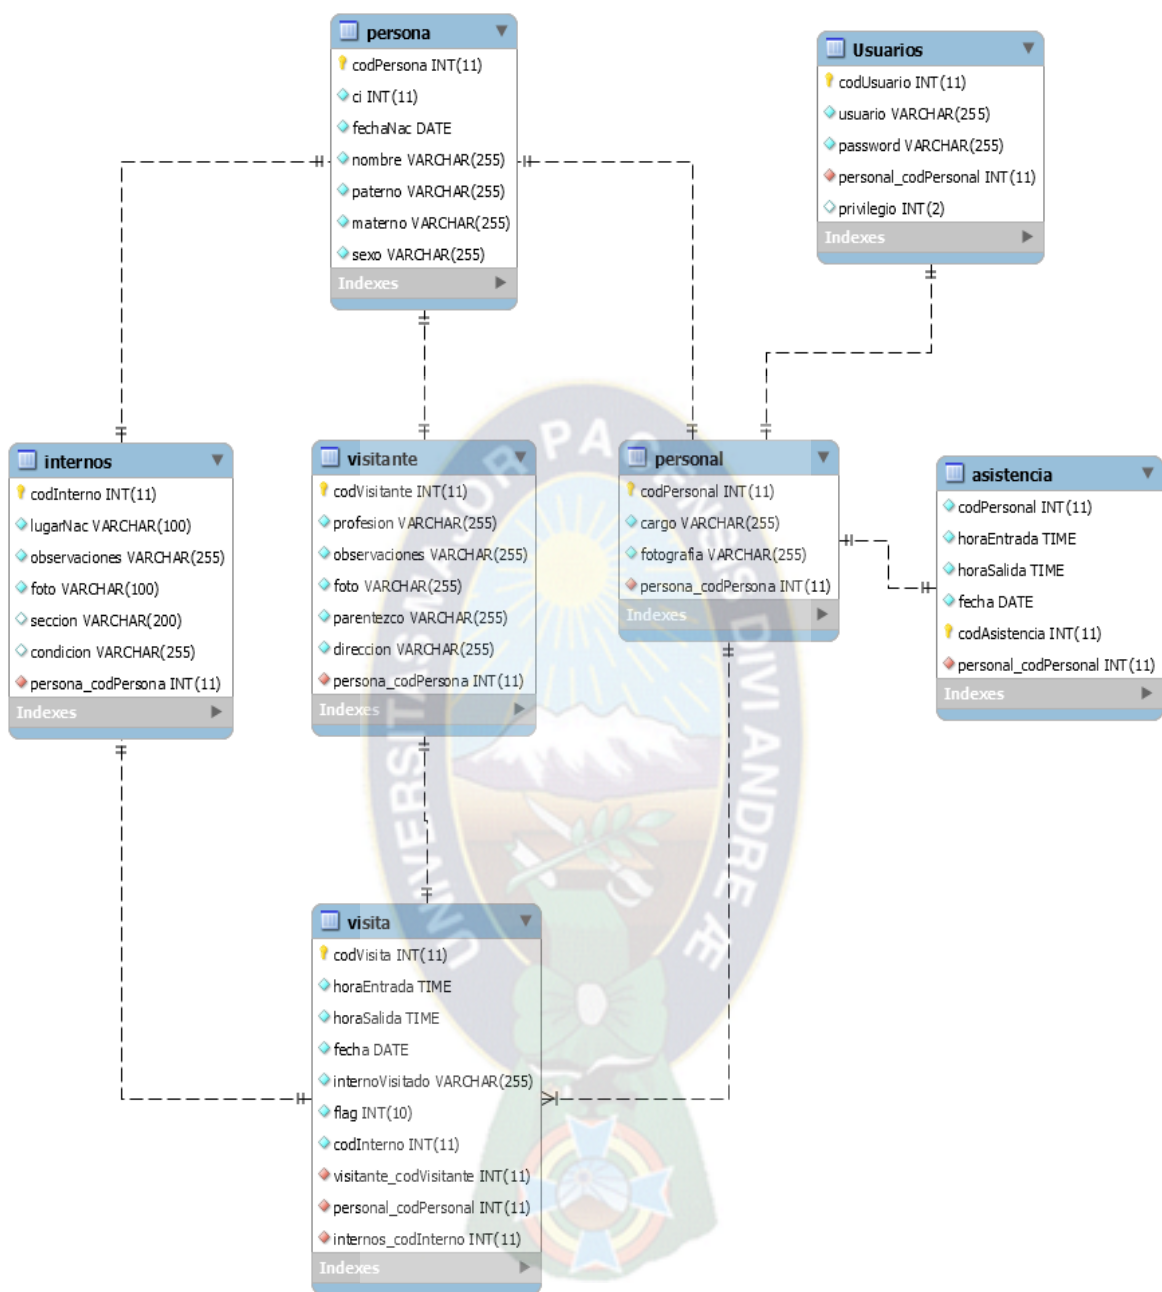 persona
codPersona INT(11)
ci INT(11)
fechaNac DATE
nombre VARCHAR(255)
paterno VARCHAR(255)
materno VARCHAR(255)
sexo VARCHAR(255)
Indexes
Usuarios
codUsuario INT(11)
usuario VARCHAR(255)
password VARCHAR(255)
personal_codPersonal INT(11)
privilegio INT(2)
Indexes
internos
codInterno INT(11)
lugarNac VARCHAR(100)
observaciones VARCHAR(255)
foto VARCHAR(100)
seccion VARCHAR(200)
condicion VARCHAR(255)
persona_codPersona INT(11)
Indexes
visitante
codVisitante INT(11)
profesion VARCHAR(255)
observaciones VARCHAR(255)
foto VARCHAR(255)
parentezco VARCHAR(255)
direccion VARCHAR(255)
persona_codPersona INT(11)
Indexes
personal
codPersonal INT(11)
cargo VARCHAR(255)
fotografia VARCHAR(255)
persona_codPersona INT(11)
Indexes
asistencia
codPersonal INT(11)
horaEntrada TIME
horaSalida TIME
fecha DATE
codAsistencia INT(11)
personal_codPersonal INT(11)
Indexes
visita
codVisita INT(11)
horaEntrada TIME
horaSalida TIME
fecha DATE
internoVisitado VARCHAR(255)
flag INT(10)
codInterno INT(11)
visitante_codVisitante INT(11)
personal_codPersonal INT(11)
internos_codInterno INT(11)
Indexes
UNIVERSITAS MAJOR PACENSIS DIVI ANDRE Æ